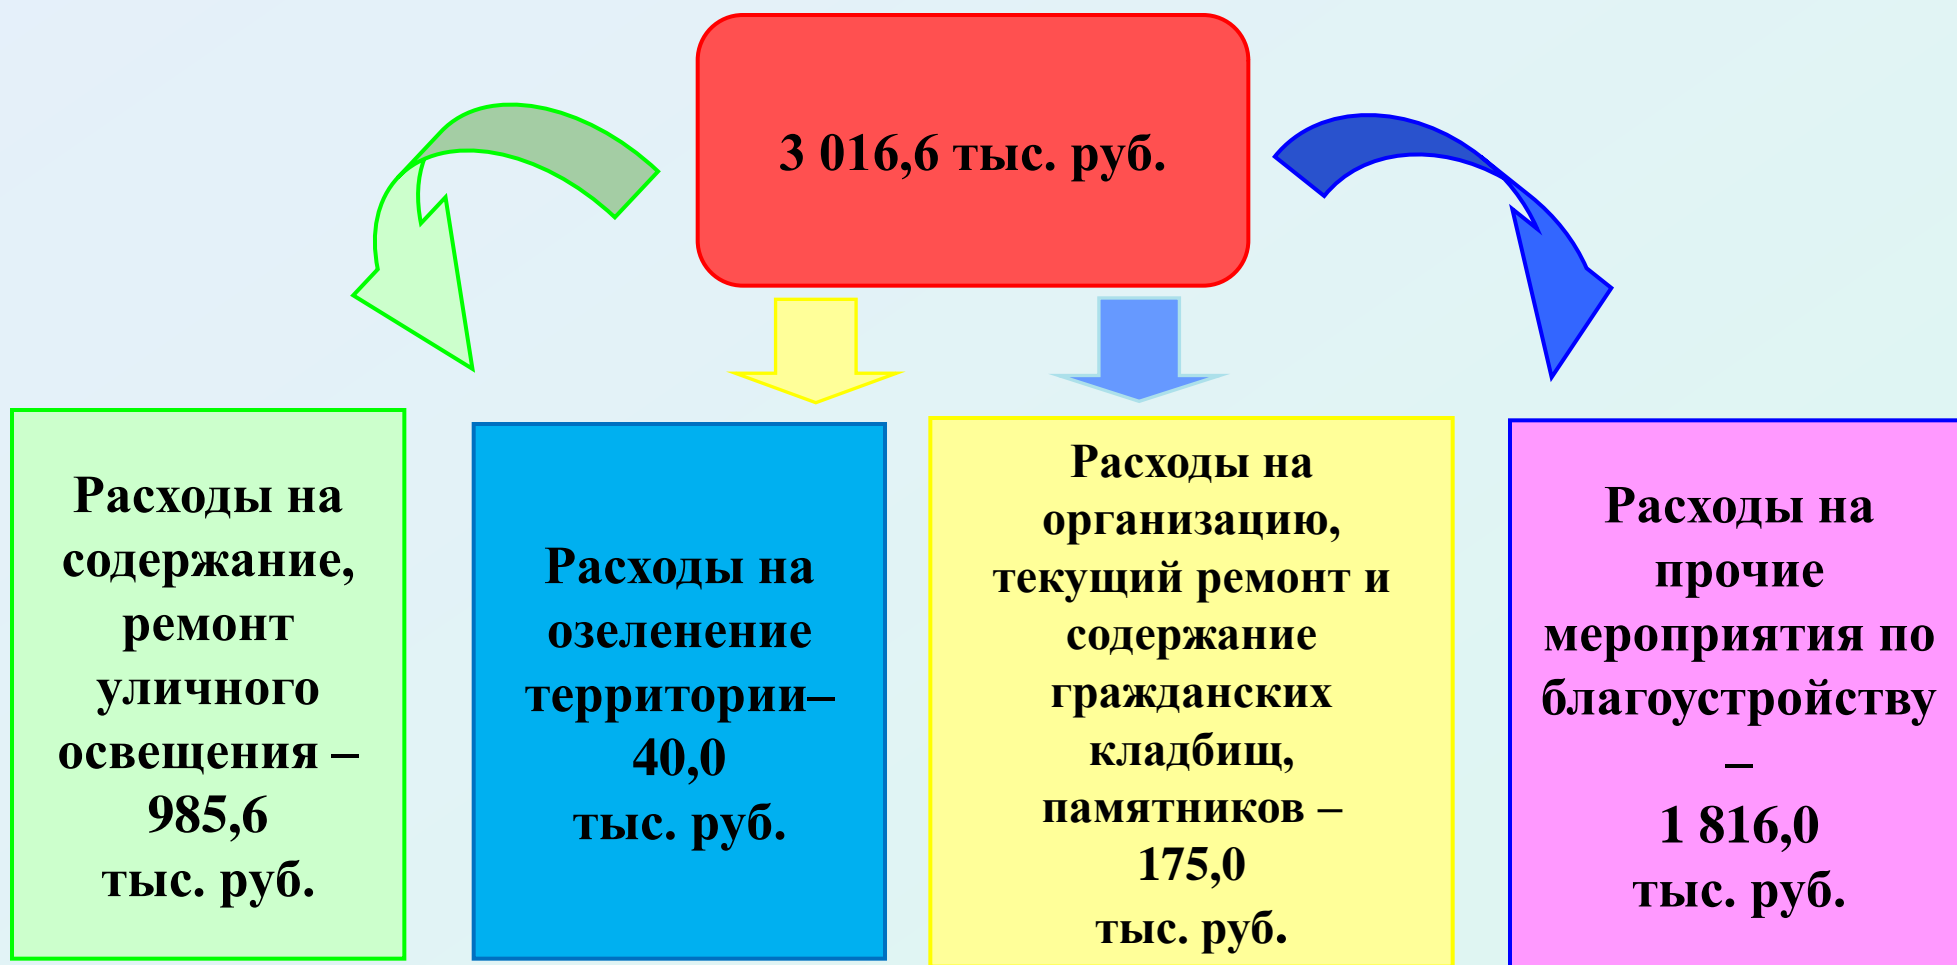 3 016,6 тыс. руб.
Расходы на
содержание,
ремонт
уличного
освещения –
985,6
тыс. руб.
Расходы на
озеленение
территории–
40,0
тыс. руб.
Расходы на
организацию,
текущий ремонт и
содержание
гражданских
кладбищ,
памятников –
175,0
тыс. руб.
Расходы на
прочие
мероприятия по
благоустройству
–
1 816,0
тыс. руб.